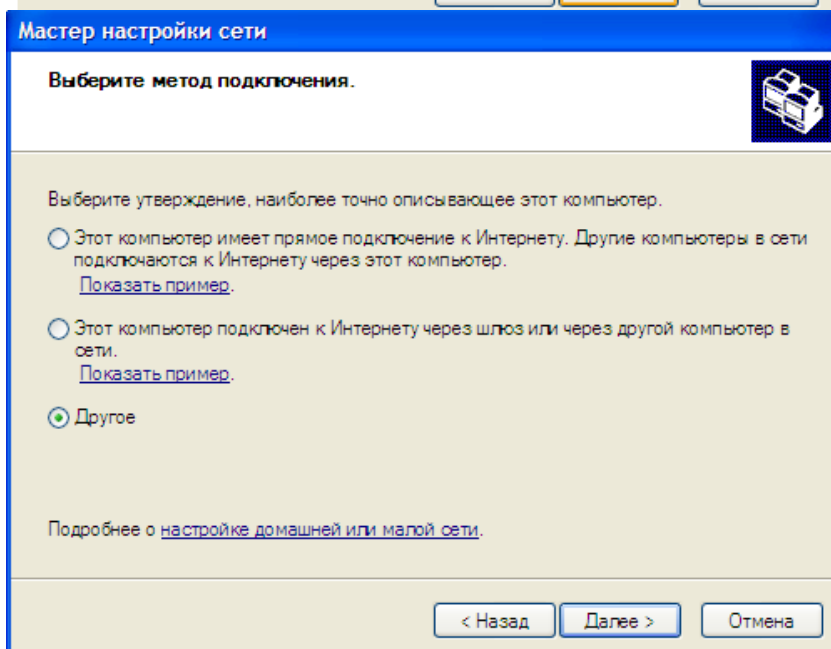 Мастер настройки сети
Выберите метод подключения.
Выберите утверждение, наиболее точно описывающее этот компьютер.
Этот компьютер имеет прямое подключение к Интернету. Другие компьютеры в сети
подключаются к Интернету через этот компьютер.
Показать пример.
Этот компьютер подключен к Интернету через шлюз или через другой компьютер в
сети.
Показать пример.
Другое
Подробнее о настройке домашней или малой сети.
< Назад Далее > Отмена